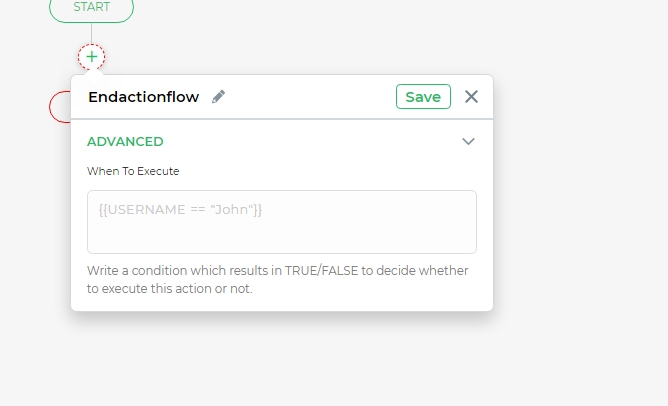 START
Endactionflow
Save
ADVANCED
When To Execute
{{USERNAME == "John"}}
Write a condition which results in TRUE/FALSE to decide whether
to execute this action or not.